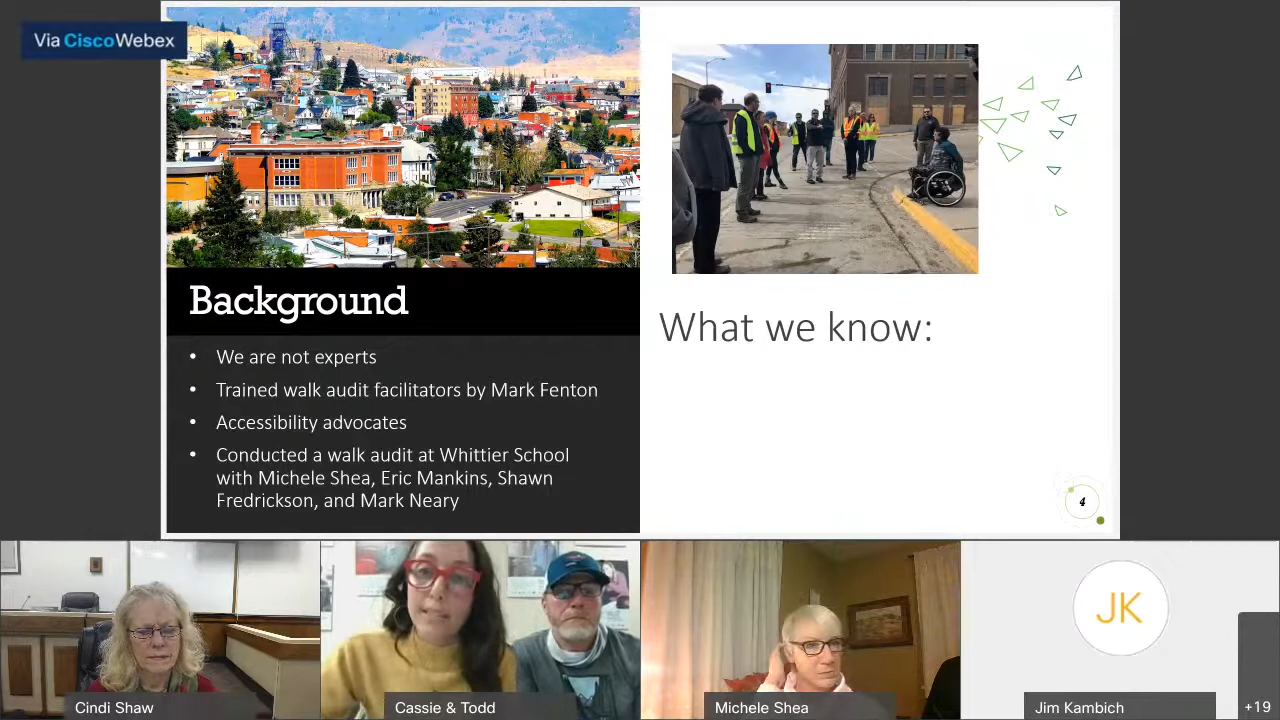 Via CiscoWebex
Background
• We are not experts
• Trained walk audit facilitators by Mark Fenton
• Accessibility advocates
• Conducted a walk audit at Whittier School
with Michele Shea, Eric Mankins, Shawn
Fredrickson, and Mark Neary
What we know:
4
JK
Cindi Shaw
Cassie & Todd
Michele Shea
Jim Kambich
+19